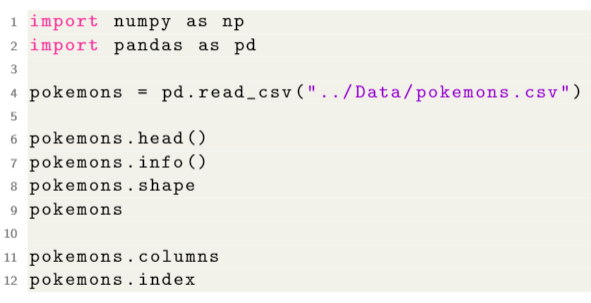 1 import numpy as np
2 import pandas as pd
3
4 pokemons = pd.read_csv("../Data/pokemons.csv")
5
6 pokemons.head()
7 pokemons.info()
8 pokemons.shape
9 pokemons
10
11 pokemons.columns
12 pokemons.index